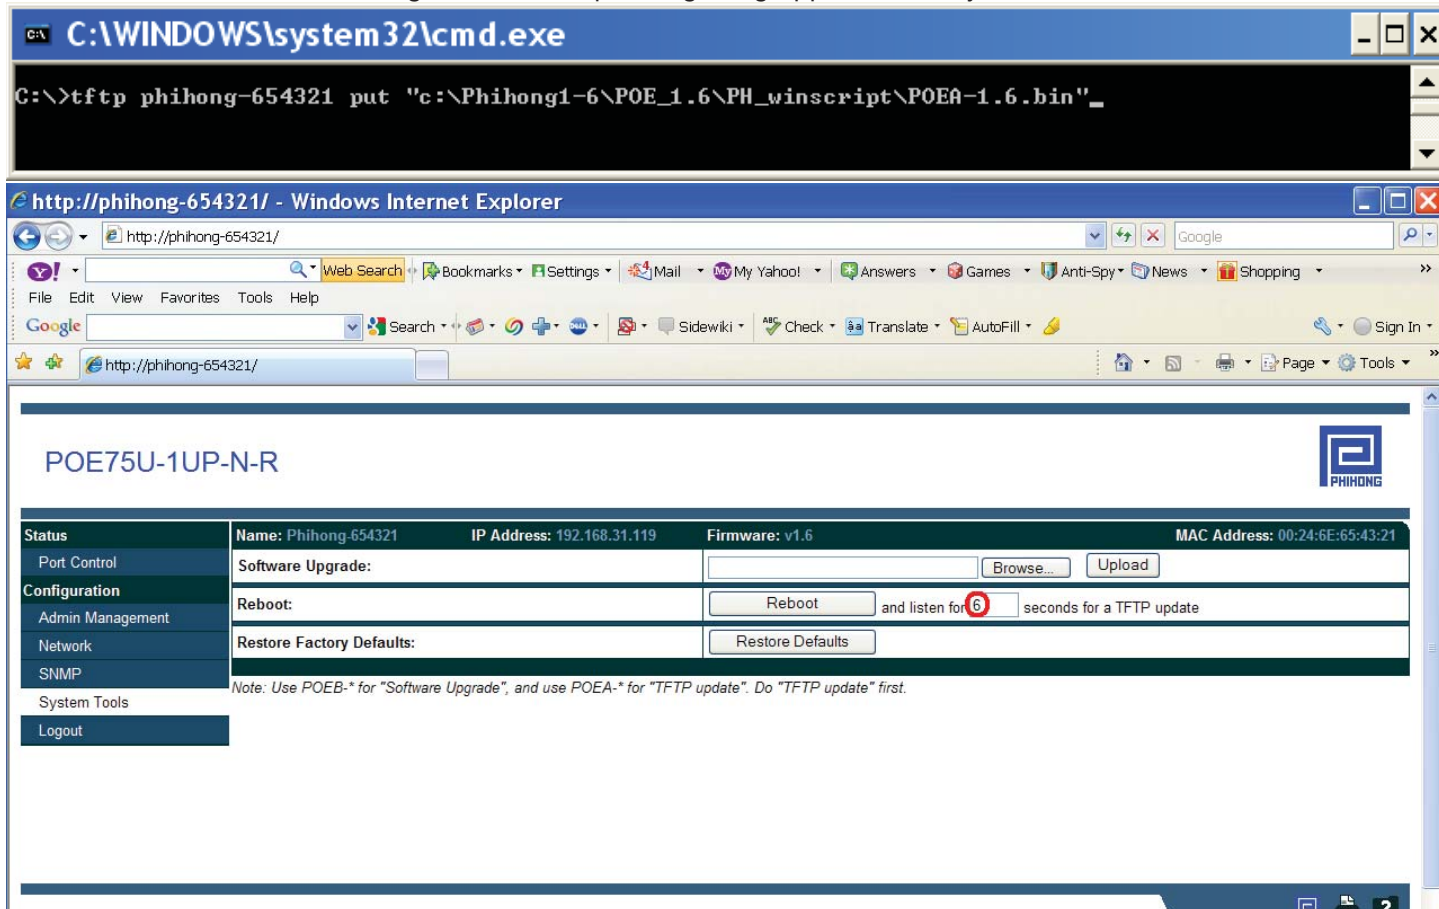 C:\WINDOWS\system32\cmd.exe
C:\>tftp phihong-654321 put "c:\Phihong1-6\POE_1.6\PH_winscript\POEA-1.6.bin"_
http://phihong-654321/ - Windows Internet Explorer
http://phihong-654321/ Google
Y! Web Search Bookmarks Settings Mail My Yahoo! Answers Games Anti-Spy News Shopping »
File Edit View Favorites Tools Help
Google Search Sidewiki Check Translate AutoFill Sign In
http://phihong-654321/ Page Tools »
POE75U-1UP-N-R
PHIHONG
Status Name: Phihong-654321 IP Address: 192.168.31.119 Firmware: v1.6 MAC Address: 00:24:6E:65:43:21
Port Control Software Upgrade: Browse... Upload
Configuration
Reboot: Reboot and listen for 6 seconds for a TFTP update
Admin Management
Network Restore Factory Defaults: Restore Defaults
SNMP
Note: Use POEB-* for "Software Upgrade", and use POEA-* for "TFTP update". Do "TFTP update" first.
System Tools
Logout